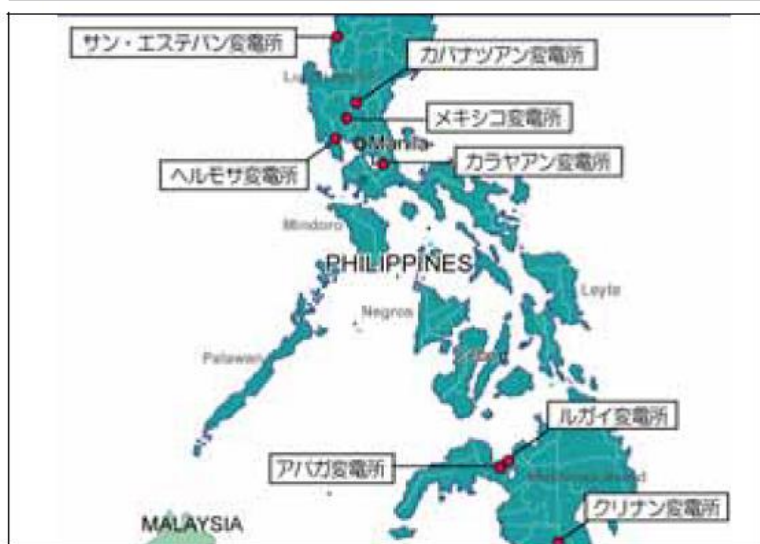 サン・エステバン変電所
カバナツアン変電所
メキシコ変電所
Manila
ヘルモサ変電所
カラヤアン変電所
Mindoro
PHILIPPINES
Leyte
Negros
Palawan
ルガイ変電所
アバガ変電所
クリナン変電所
MALAYSIA